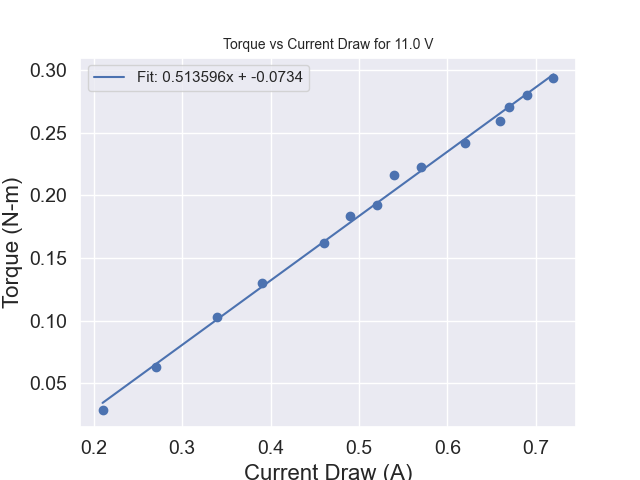 Torque vs Current Draw for 11.0 V
Fit: 0.513596x + -0.0734
0.30
0.25
0.20
0.15
0.10
0.05
Torque (N-m)
0.2 0.3 0.4 0.5 0.6 0.7
Current Draw (A)